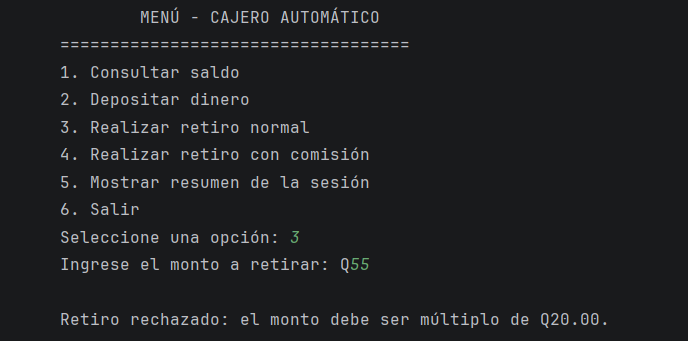 MENÚ - CAJERO AUTOMÁTICO
===================================
1. Consultar saldo
2. Depositar dinero
3. Realizar retiro normal
4. Realizar retiro con comisión
5. Mostrar resumen de la sesión
6. Salir
Seleccione una opción: 3
Ingrese el monto a retirar: Q55
Retiro rechazado: el monto debe ser múltiplo de Q20.00.